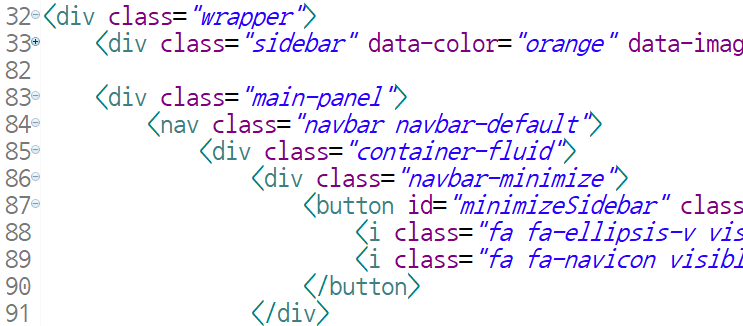 32 <div class="wrapper">
33 <div class="sidebar" data-color="orange" data-imag
82
83 <div class="main-panel">
84 <nav class="navbar navbar-default">
85 <div class="container-fluid">
86 <div class="navbar-minimize">
87 <button id="minimizeSidebar" class
88 <i class="fa fa-ellipsis-v vis
89 <i class="fa fa-navicon visibl
90 </button>
91 </div>